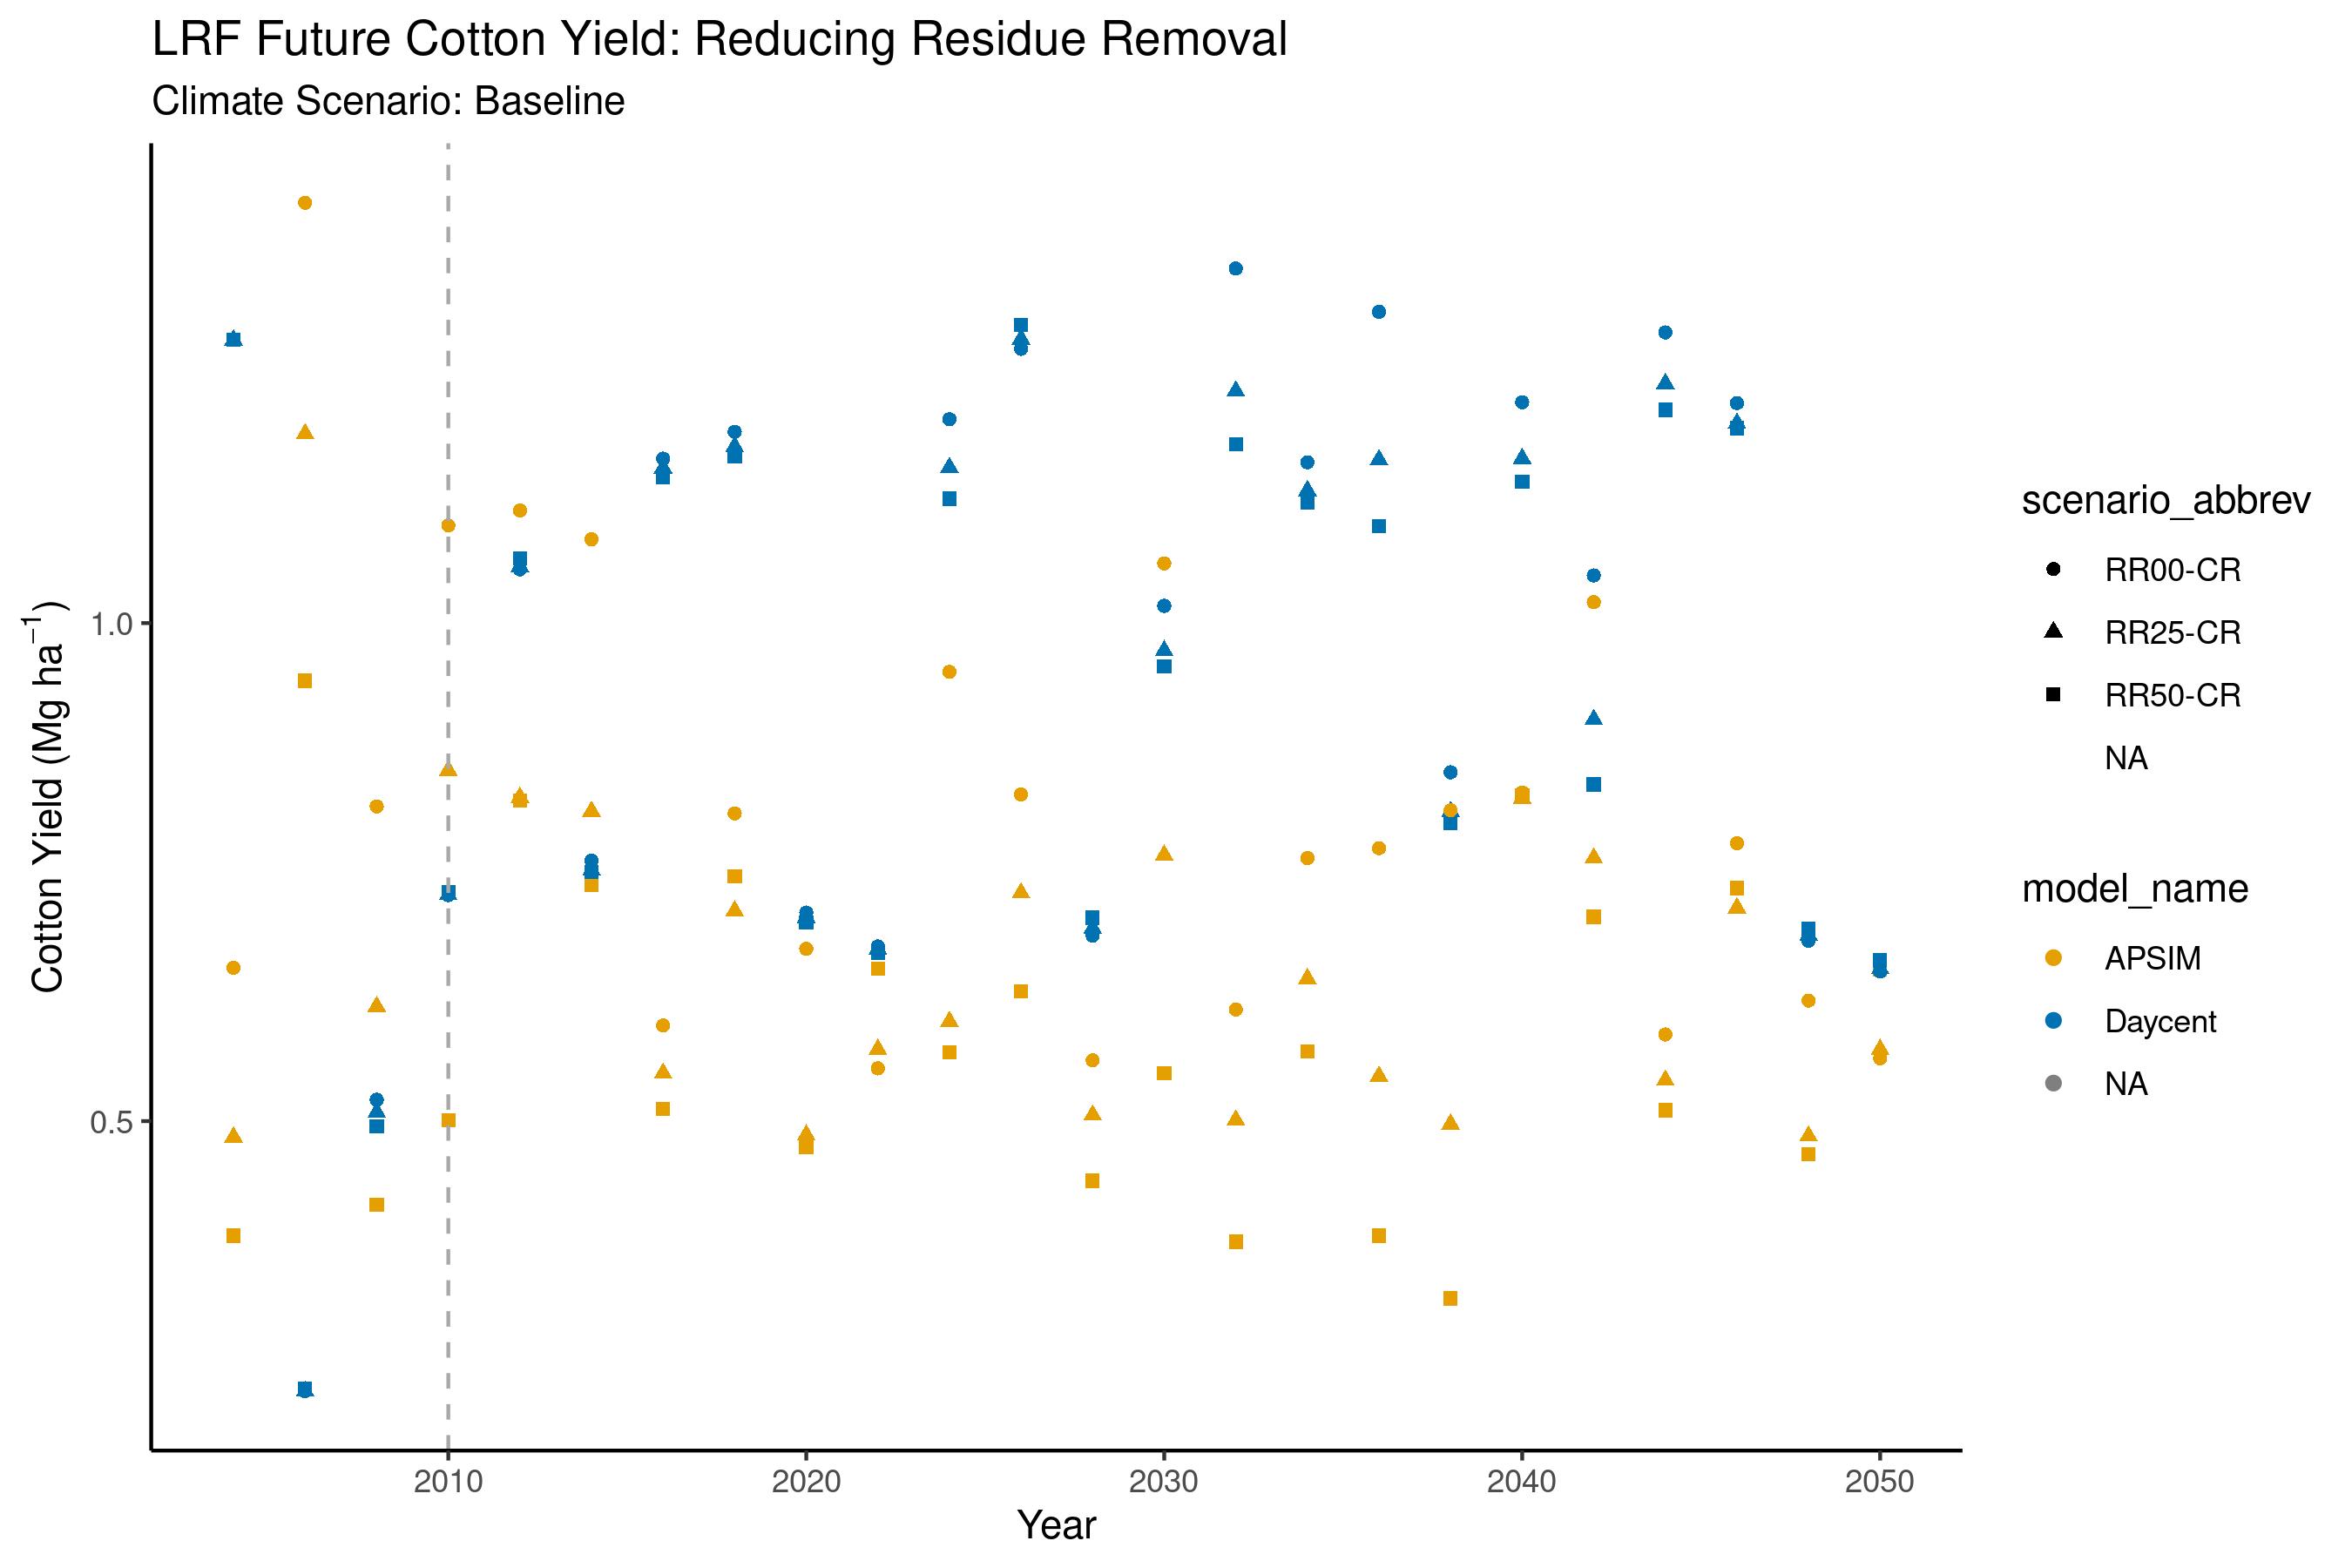 LRF Future Cotton Yield: Reducing Residue Removal
Climate Scenario: Baseline
Cotton Yield (Mg ha⁻¹)
1.0
0.5
2010
2020
2030
2040
2050
Year
scenario_abbrev
RR00-CR
RR25-CR
RR50-CR
NA
model_name
APSIM
Daycent
NA